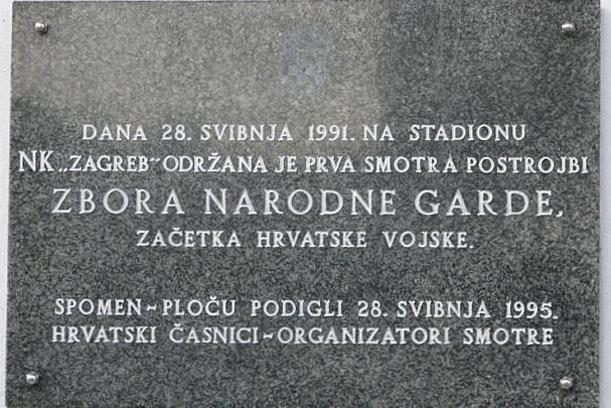 DANA 28. SVIBNJA 1991. NA STADIONU
NK „ZAGREB“ ODRŽANA JE PRVA SMOTRA POSTROJBI
ZBORA NARODNE GARDE,
ZAČETKA HRVATSKE VOJSKE.
SPOMEN-PLOČU PODIGLI 28. SVIBNJA 1995.
HRVATSKI ČASNICI-ORGANIZATORI SMOTRE